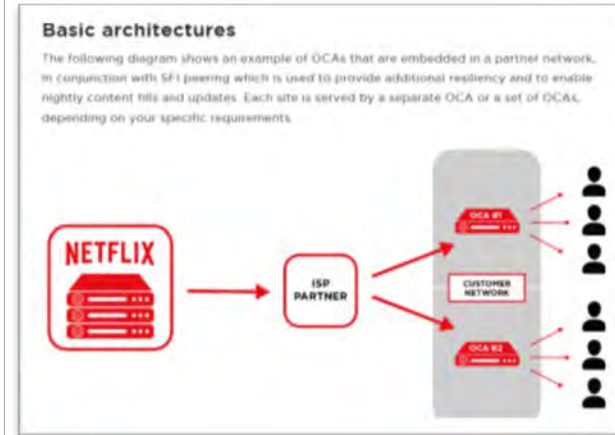 Basic architectures
The following diagram shows an example of OCAs that are embedded in a partner network,
in conjunction with SFI peering which is used to provide additional resiliency and to enable
nightly content fills and updates. Each site is served by a separate OCA or a set of OCAs,
depending on your specific requirements.
NETFLIX
ISP
PARTNER
OCA #1
CUSTOMER
NETWORK
OCA #2